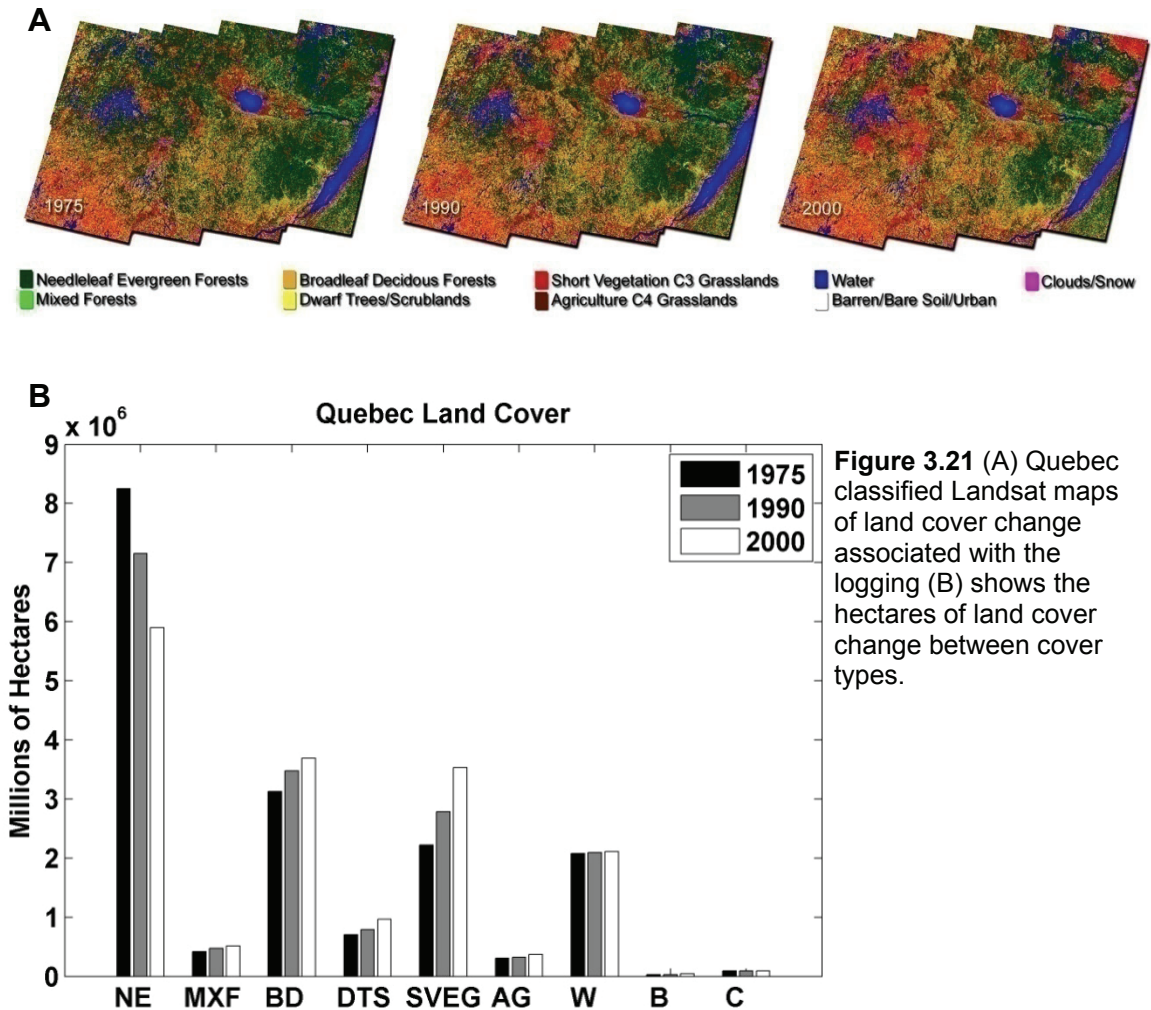 A
1975
1990
2000
Needleleaf Evergreen Forests
Mixed Forests
Broadleaf Decidous Forests
Dwarf Trees/Scrublands
Short Vegetation C3 Grasslands
Agriculture C4 Grasslands
Water
Barren/Bare Soil/Urban
Clouds/Snow
B
x 10^6
Quebec Land Cover
9
8
7
6
5
4
3
2
1
0
Millions of Hectares
1975
1990
2000
NE MXF BD DTS SVEG AG W B C
Figure 3.21 (A) Quebec
classified Landsat maps
of land cover change
associated with the
logging (B) shows the
hectares of land cover
change between cover
types.